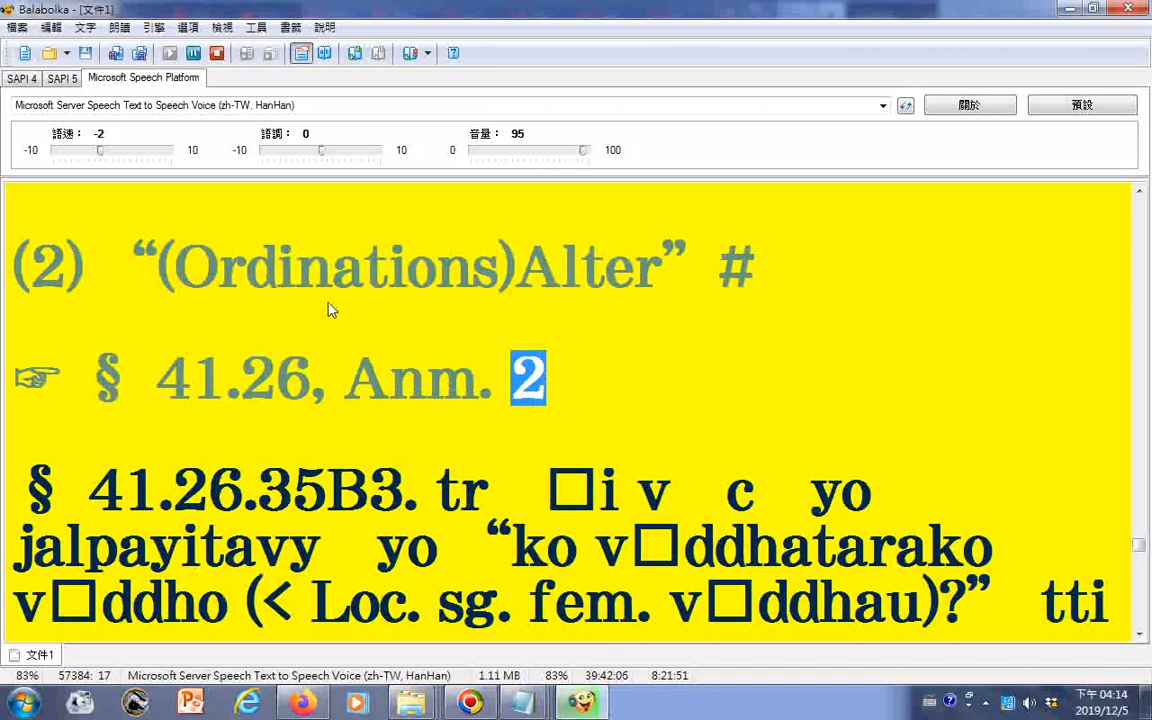 Balabolka - [文件1]
檔案 編輯 文字 朗讀 引擎 選項 檢視 工具 書籤 說明
SAPI 4 SAPI 5 Microsoft Speech Platform
Microsoft Server Speech Text to Speech Voice (zh-TW, HanHan) 關於 預設
語速： -2 語調： 0 音量： 95
-10 10 -10 10 0 100
(2) “(Ordinations)Alter” #
☞ § 41.26, Anm. 2
§ 41.26.35B3. tr □i v c yo
jalpayitavy yo “ko v□ddhatarako
v□ddho (< Loc. sg. fem. v□ddhau)?” tti
文件1
83% 57384: 17 Microsoft Server Speech Text to Speech Voice (zh-TW, HanHan) 1.11 MB 83% 39:42:06 8:21:51
下午 04:14
2019/12/5